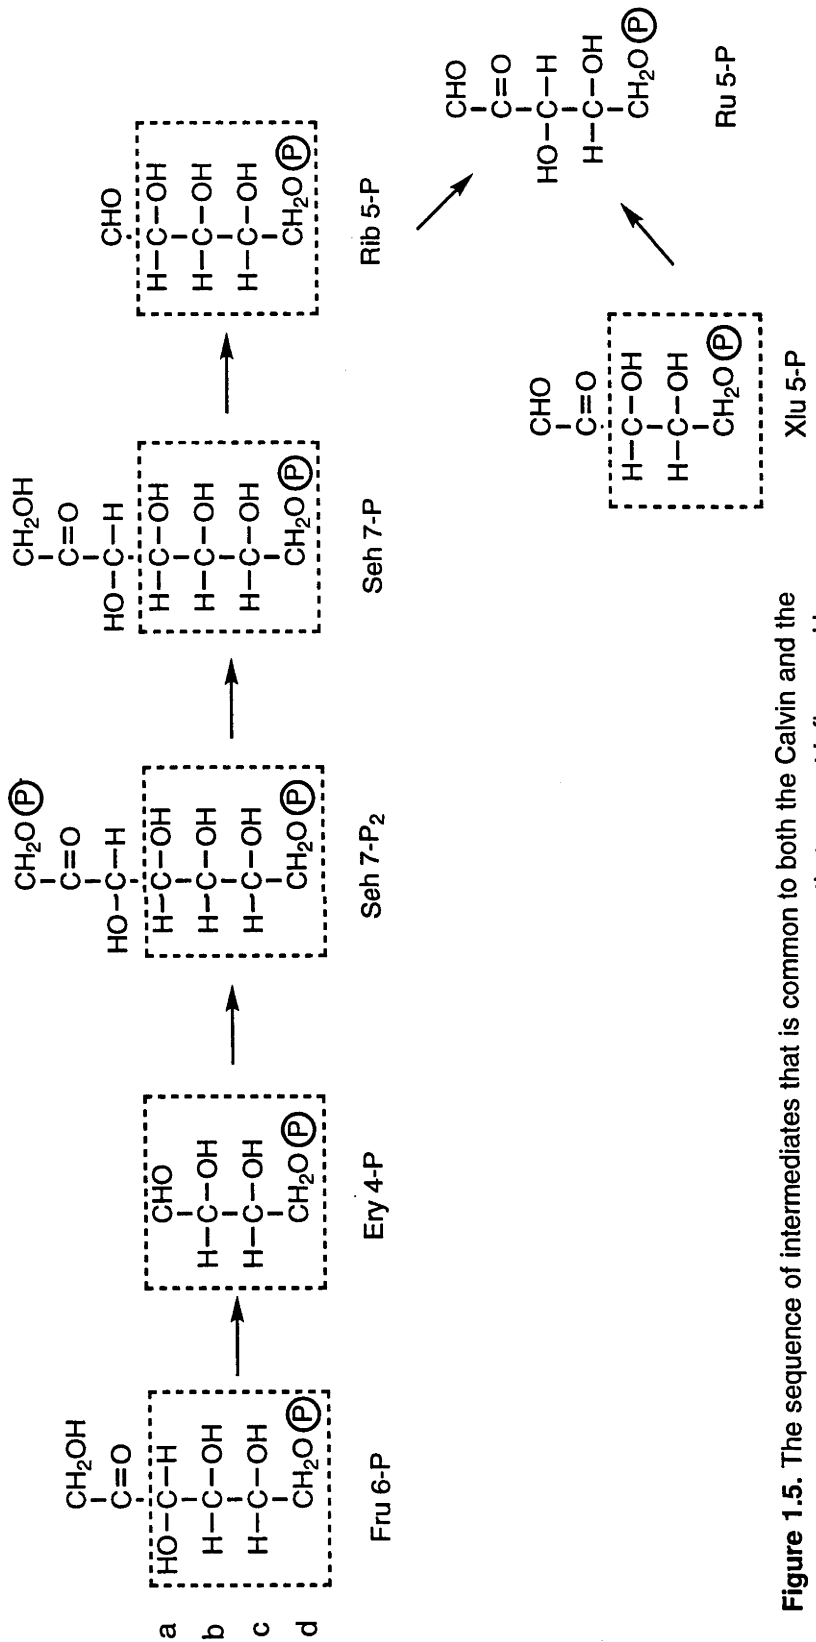 a
b
c
d
CH₂OH
C=O
HO–C–H
H–C–OH
H–C–OH
CH₂O P
Fru 6-P
CHO
H–C–OH
H–C–OH
CH₂O P
Ery 4-P
CH₂O P
C=O
HO–C–H
H–C–OH
H–C–OH
H–C–OH
CH₂O P
Seh 7-P₂
CH₂OH
C=O
HO–C–H
H–C–OH
H–C–OH
H–C–OH
CH₂O P
Seh 7-P
CHO
H–C–OH
H–C–OH
H–C–OH
CH₂O P
Rib 5-P
CHO
C=O
H–C–OH
H–C–OH
CH₂O P
Xlu 5-P
CHO
C=O
HO–C–H
H–C–OH
CH₂O P
Ru 5-P
Figure 1.5. The sequence of intermediates that is common to both the Calvin and the